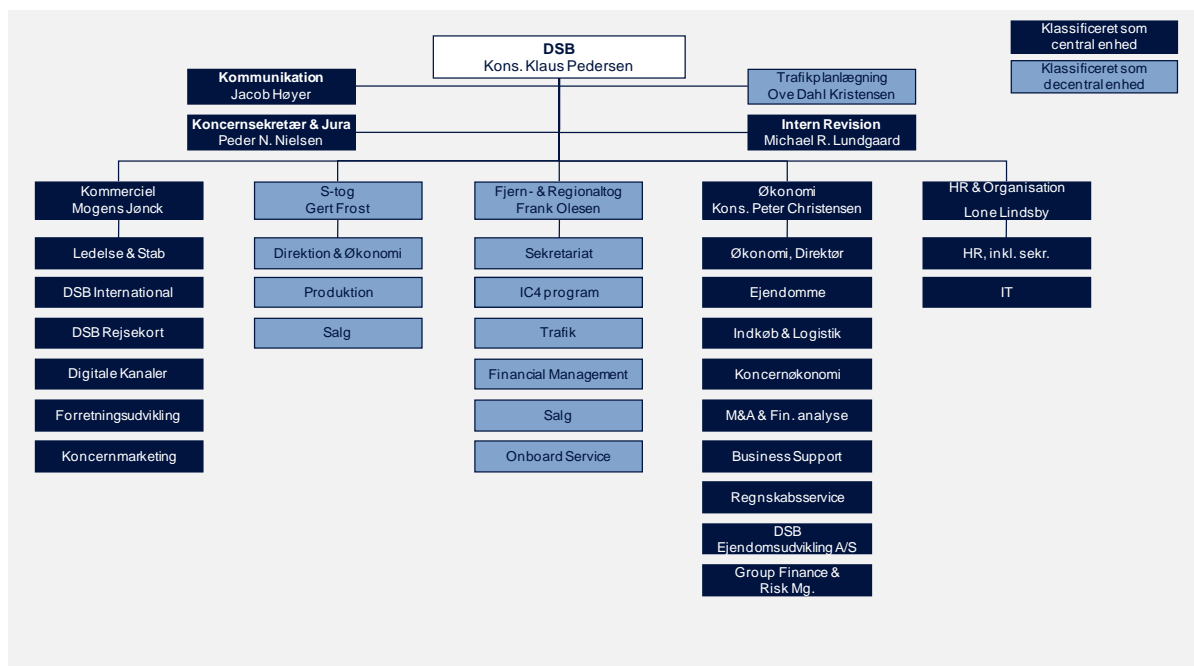 DSB
Kons. Klaus Pedersen
Klassificeret som
central enhed
Klassificeret som
decentral enhed
Kommunikation
Jacob Høyer
Trafikplanlægning
Ove Dahl Kristensen
Koncernsekretær & Jura
Peder N. Nielsen
Intern Revision
Michael R. Lundgaard
Kommerciel
Mogens Jønck
S-tog
Gert Frost
Fjern- & Regionaltog
Frank Olesen
Økonomi
Kons. Peter Christensen
HR & Organisation
Lone Lindsby
Ledelse & Stab
DSB International
DSB Rejsekort
Digitale Kanaler
Forretningsudvikling
Koncernmarketing
Direktion & Økonomi
Produktion
Salg
Sekretariat
IC4 program
Trafik
Financial Management
Salg
Onboard Service
Økonomi, Direktør
Ejendomme
Indkøb & Logistik
Koncernøkonomi
M&A & Fin. analyse
Business Support
Regnskabsservice
DSB
Ejendomsudvikling A/S
Group Finance &
Risk Mg.
HR, inkl. sekr.
IT